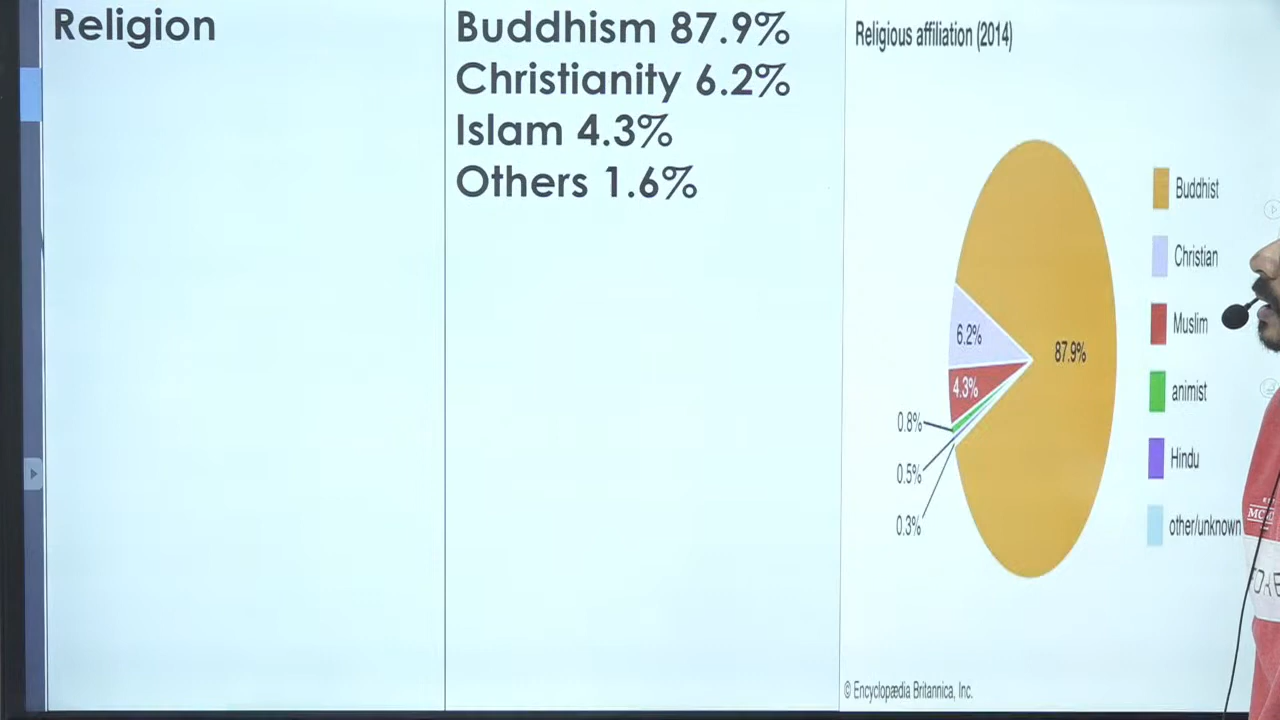 Religion
Buddhism 87.9%
Christianity 6.2%
Islam 4.3%
Others 1.6%
Religious affiliation (2014)
Buddhist
Christian
Muslim
animist
Hindu
other/unknown
6.2%
87.9%
4.3%
0.8%
0.5%
0.3%
© Encyclopædia Britannica, Inc.